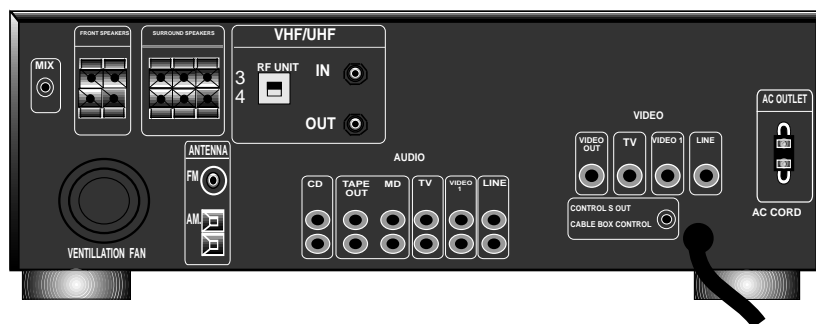 FRONT SPEAKERS
SURROUND SPEAKERS
VHF/UHF
MIX
RF UNIT
3
4
IN
OUT
AC OUTLET
VIDEO
VIDEO
OUT
TV
VIDEO 1
LINE
ANTENNA
FM
AM
AUDIO
CD
TAPE
OUT
MD
TV
VIDEO
1
LINE
CONTROL S OUT
CABLE BOX CONTROL
AC CORD
VENTILLATION FAN